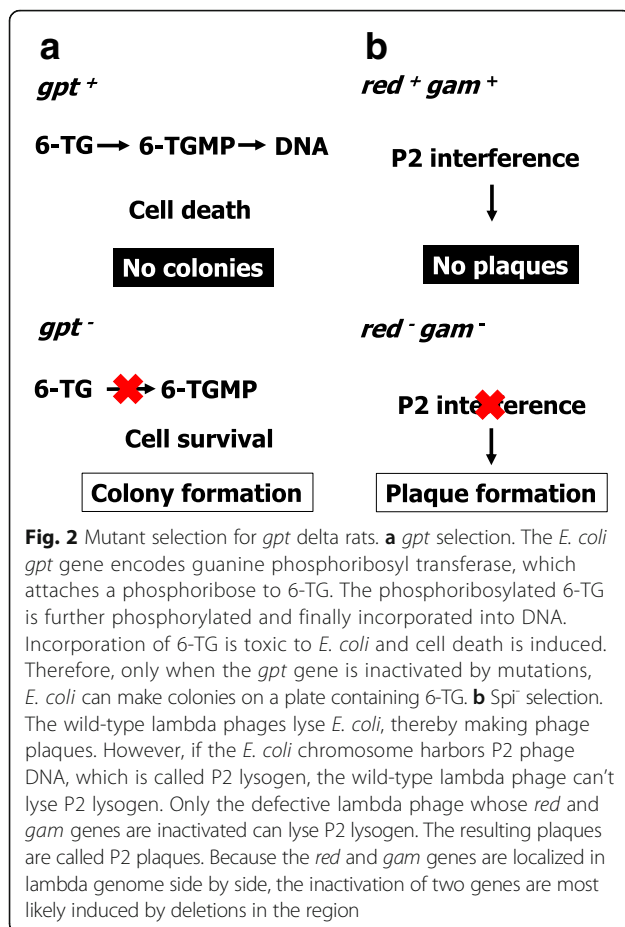 a
gpt +
6-TG → 6-TGMP → DNA
Cell death
No colonies
gpt -
6-TG → 6-TGMP
Cell survival
Colony formation
b
red + gam +
P2 interference
No plaques
red - gam -
P2 interference
Plaque formation
Fig. 2 Mutant selection for gpt delta rats. a gpt selection. The E. coli
gpt gene encodes guanine phosphoribosyl transferase, which
attaches a phosphoribose to 6-TG. The phosphoribosylated 6-TG
is further phosphorylated and finally incorporated into DNA.
Incorporation of 6-TG is toxic to E. coli and cell death is induced.
Therefore, only when the gpt gene is inactivated by mutations,
E. coli can make colonies on a plate containing 6-TG. b Spi⁻ selection.
The wild-type lambda phages lyse E. coli, thereby making phage
plaques. However, if the E. coli chromosome harbors P2 phage
DNA, which is called P2 lysogen, the wild-type lambda phage can't
lyse P2 lysogen. Only the defective lambda phage whose red and
gam genes are inactivated can lyse P2 lysogen. The resulting plaques
are called P2 plaques. Because the red and gam genes are localized in
lambda genome side by side, the inactivation of two genes are most
likely induced by deletions in the region